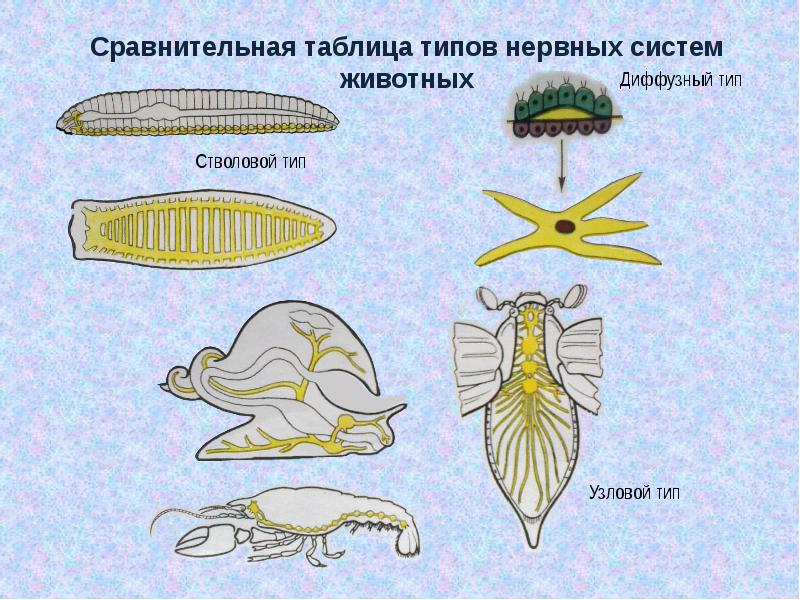 Сравнительная таблица типов нервных систем
животных
Диффузный тип
Стволовой тип
Узловой тип